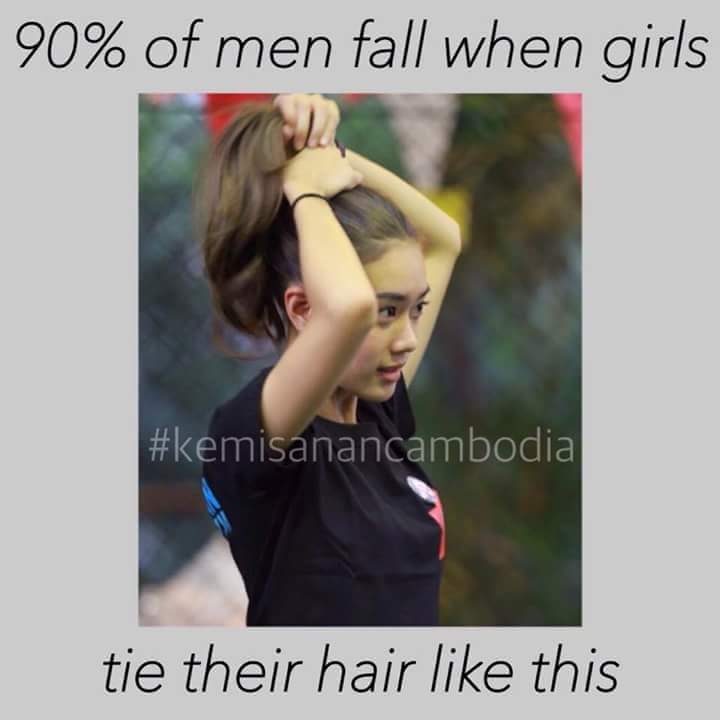 90% of men fall when girls
#kemisanancambodia
tie their hair like this